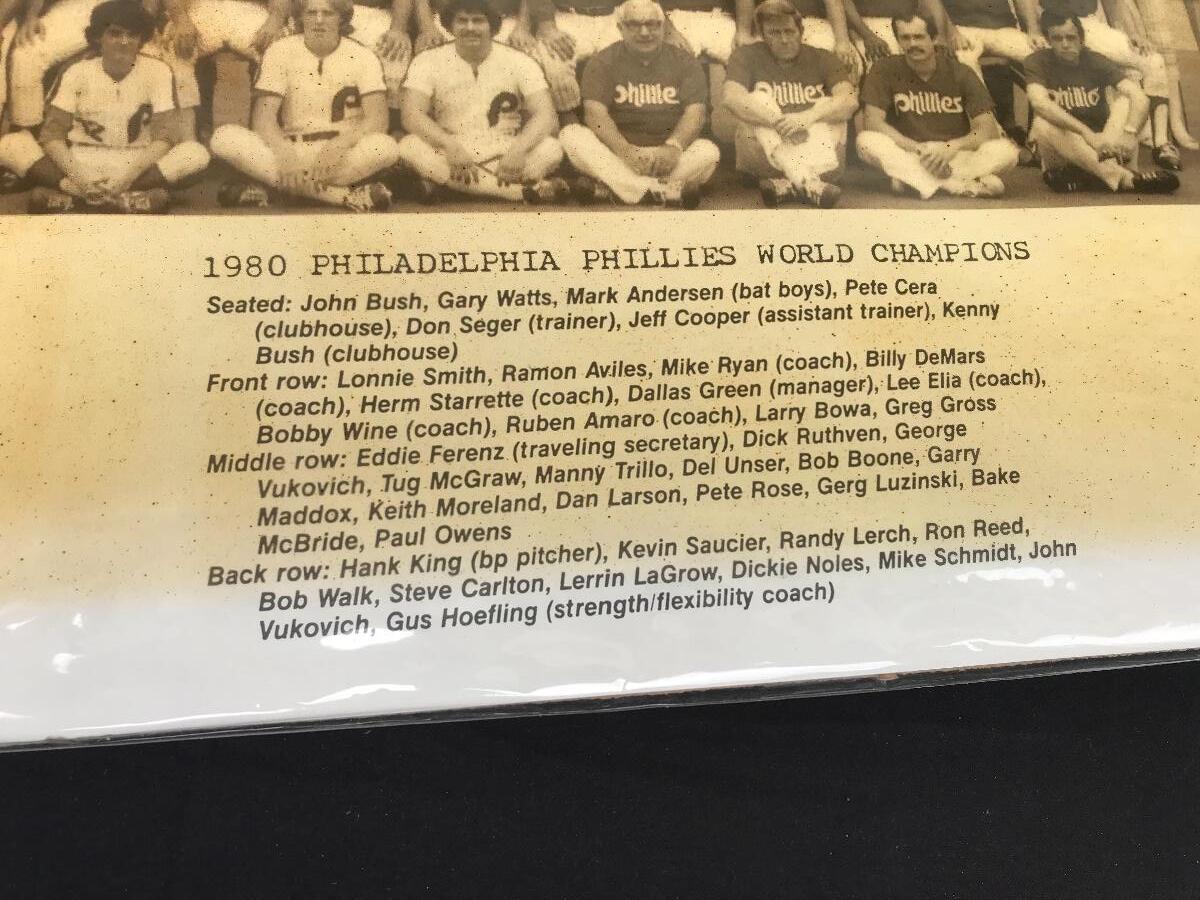 Phillies Phillies Phillies Phillies
1980 PHILADELPHIA PHILLIES WORLD CHAMPIONS
Seated: John Bush, Gary Watts, Mark Andersen (bat boys), Pete Cera
(clubhouse), Don Seger (trainer), Jeff Cooper (assistant trainer), Kenny
Bush (clubhouse)
Front row: Lonnie Smith, Ramon Aviles, Mike Ryan (coach), Billy DeMars
(coach), Herm Starrette (coach), Dallas Green (manager), Lee Elia (coach),
Bobby Wine (coach), Ruben Amaro (coach), Larry Bowa, Greg Gross
Middle row: Eddie Ferenz (traveling secretary), Dick Ruthven, George
Vukovich, Tug McGraw, Manny Trillo, Del Unser, Bob Boone, Garry
Maddox, Keith Moreland, Dan Larson, Pete Rose, Gerg Luzinski, Bake
McBride, Paul Owens
Back row: Hank King (bp pitcher), Kevin Saucier, Randy Lerch, Ron Reed,
Bob Walk, Steve Carlton, Lerrin LaGrow, Dickie Noles, Mike Schmidt, John
Vukovich, Gus Hoefling (strength/flexibility coach)